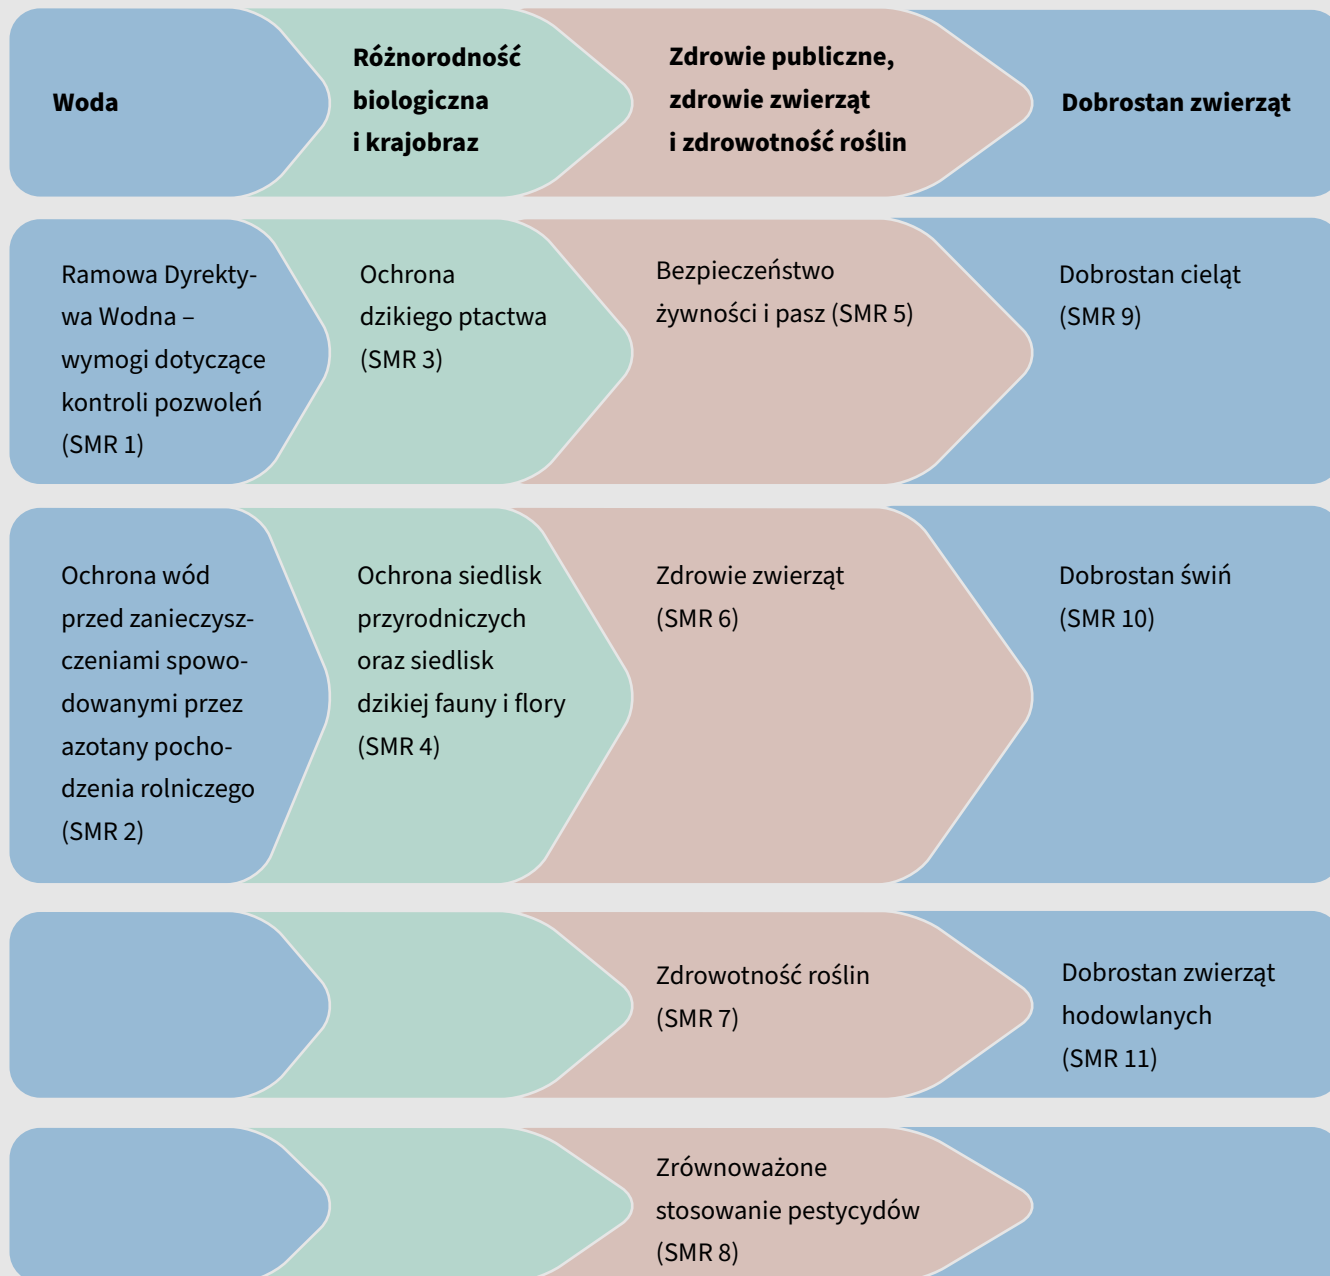 Woda
Różnorodność
biologiczna
i krajobraz
Zdrowie publiczne,
zdrowie zwierząt
i zdrowotność roślin
Dobrostan zwierząt
Ramowa Dyrekty-
wa Wodna –
wymogi dotyczące
kontroli pozwoleń
(SMR 1)
Ochrona
dzikiego ptactwa
(SMR 3)
Bezpieczeństwo
żywności i pasz (SMR 5)
Dobrostan cieląt
(SMR 9)
Ochrona wód
przed zanieczysz-
czeniami spowo-
dowanymi przez
azotany pocho-
dzenia rolniczego
(SMR 2)
Ochrona siedlisk
przyrodniczych
oraz siedlisk
dzikiej fauny i flory
(SMR 4)
Zdrowie zwierząt
(SMR 6)
Dobrostan świń
(SMR 10)
Zdrowotność roślin
(SMR 7)
Dobrostan zwierząt
hodowlanych
(SMR 11)
Zrównoważone
stosowanie pestycydów
(SMR 8)